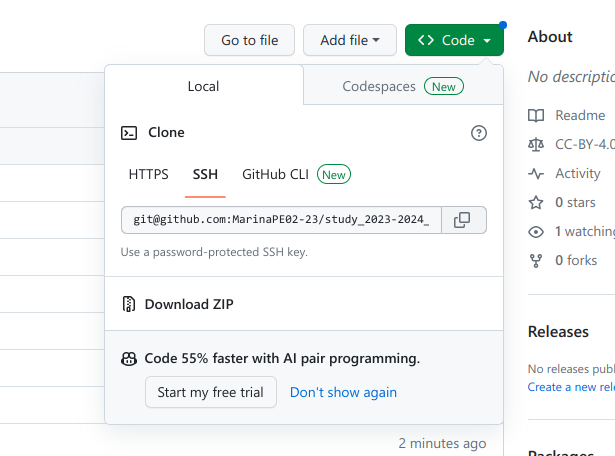 Go to file
Add file
Code
About
No descriptio
Local
Codespaces New
Readme
Clone
CC-BY-4.0
HTTPS SSH GitHub CLI New
Activity
0 stars
git@github.com:MarinaPE02-23/study_2023-2024_
1 watching
Use a password-protected SSH key.
0 forks
Download ZIP
Releases
Code 55% faster with AI pair programming.
No releases publ
Start my free trial Don't show again
Create a new rele
2 minutes ago
Packages